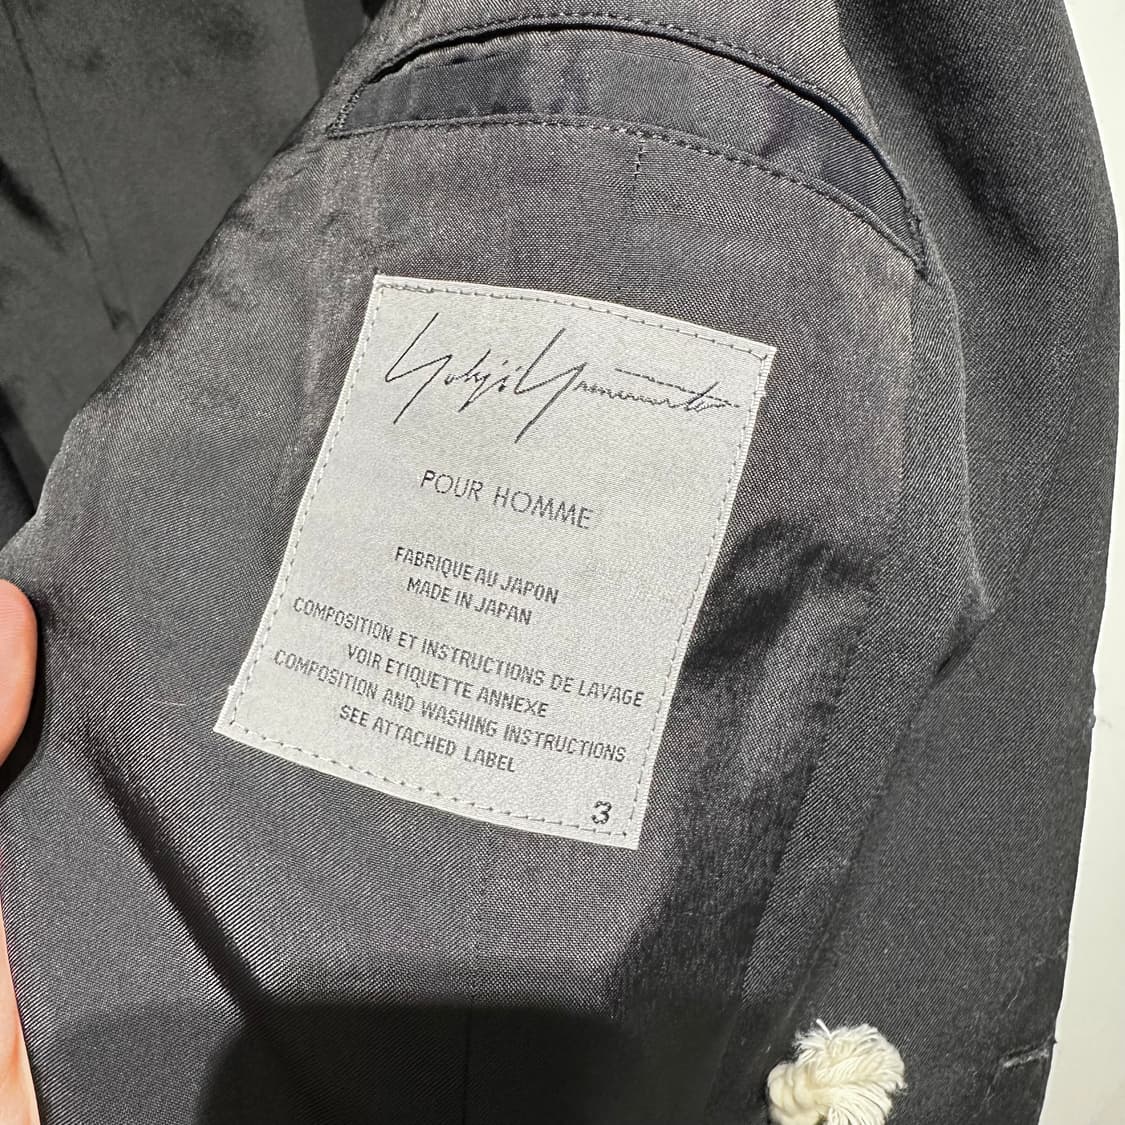 Yohji Yamamoto
POUR HOMME
FABRIQUE AU JAPON
MADE IN JAPAN
COMPOSITION ET INSTRUCTIONS DE LAVAGE
VOIR ETIQUETTE ANNEXE
COMPOSITION AND WASHING INSTRUCTIONS
SEE ATTACHED LABEL
3